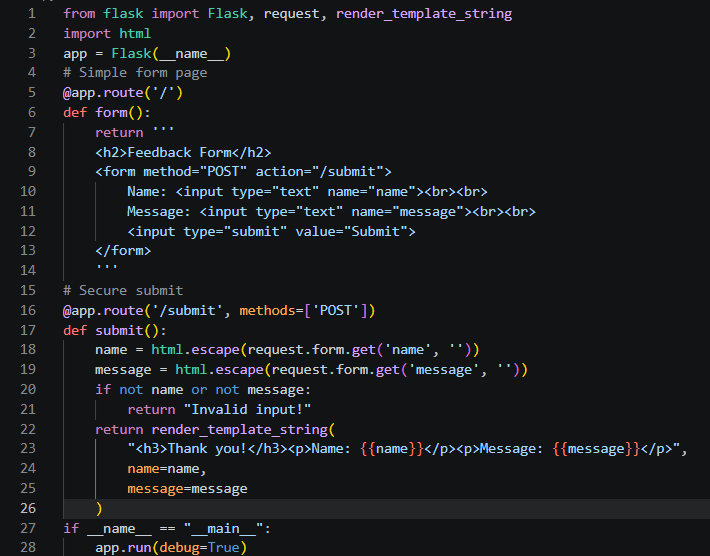 1 from flask import Flask, request, render_template_string
2 import html
3 app = Flask(__name__)
4 # Simple form page
5 @app.route('/')
6 def form():
7     return '''
8     <h2>Feedback Form</h2>
9     <form method="POST" action="/submit">
10         Name: <input type="text" name="name"><br><br>
11         Message: <input type="text" name="message"><br><br>
12         <input type="submit" value="Submit">
13     </form>
14     '''
15 # Secure submit
16 @app.route('/submit', methods=['POST'])
17 def submit():
18     name = html.escape(request.form.get('name', ''))
19     message = html.escape(request.form.get('message', ''))
20     if not name or not message:
21         return "Invalid input!"
22     return render_template_string(
23         "<h3>Thank you!</h3><p>Name: {{name}}</p><p>Message: {{message}}</p>",
24         name=name,
25         message=message
26     )
27 if __name__ == "__main__":
28     app.run(debug=True)